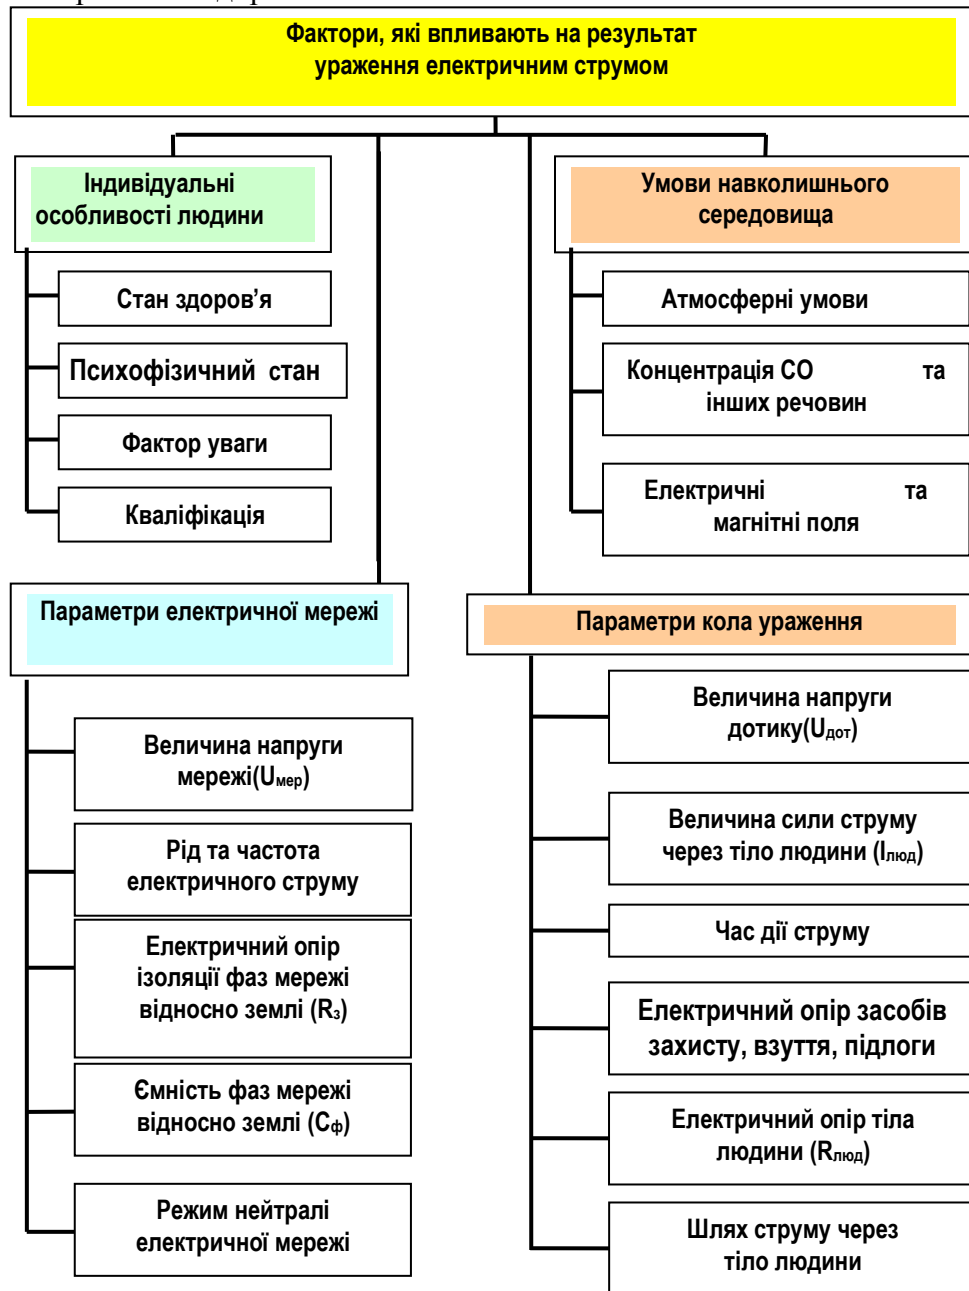 Фактори, які впливають на результат
ураження електричним струмом
Індивідуальні
особливості людини
Стан здоров’я
Психофізичний стан
Фактор уваги
Кваліфікація
Умови навколишнього
середовища
Атмосферні умови
Концентрація СО та
інших речовин
Електричні та
магнітні поля
Параметри електричної мережі
Величина напруги
мережі(Uмер)
Рід та частота
електричного струму
Електричний опір
ізоляції фаз мережі
відносно землі (Rз)
Ємність фаз мережі
відносно землі (Сф)
Режим нейтралі
електричної мережі
Параметри кола ураження
Величина напруги
дотику(Uдот)
Величина сили струму
через тіло людини (Iлюд)
Час дії струму
Електричний опір засобів
захисту, взуття, підлоги
Електричний опір тіла
людини (Rлюд)
Шлях струму через
тіло людини